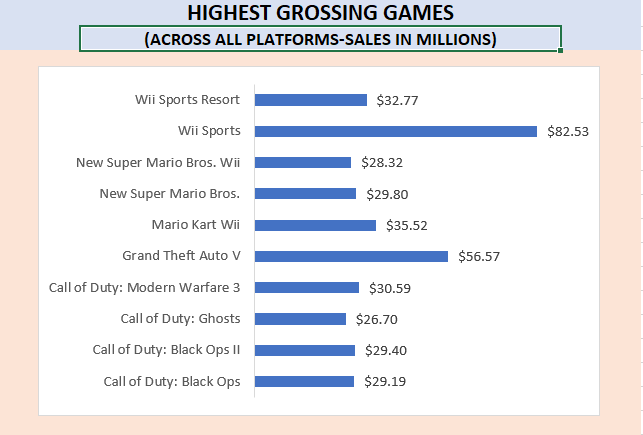 HIGHEST GROSSING GAMES
(ACROSS ALL PLATFORMS-SALES IN MILLIONS)
Wii Sports Resort $32.77
Wii Sports $82.53
New Super Mario Bros. Wii $28.32
New Super Mario Bros. $29.80
Mario Kart Wii $35.52
Grand Theft Auto V $56.57
Call of Duty: Modern Warfare 3 $30.59
Call of Duty: Ghosts $26.70
Call of Duty: Black Ops II $29.40
Call of Duty: Black Ops $29.19